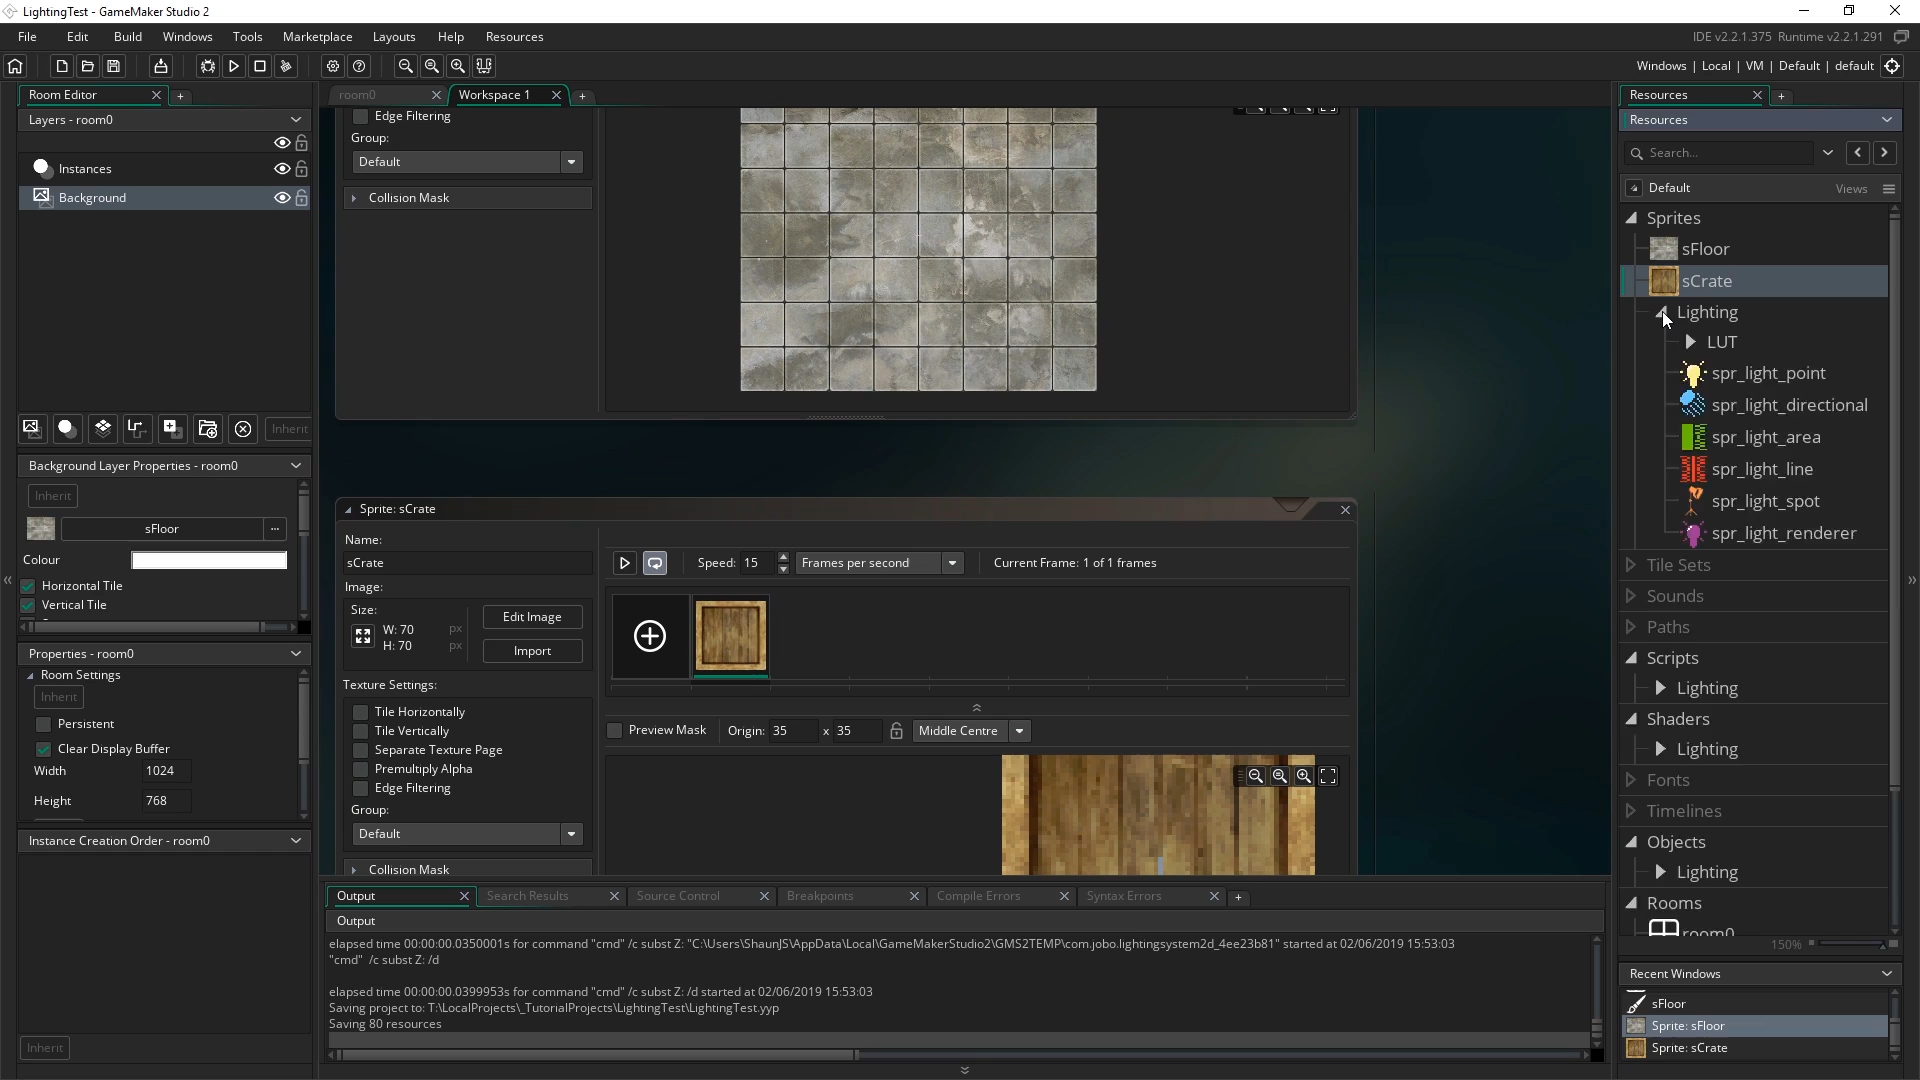 LightingTest - GameMaker Studio 2
File Edit Build Windows Tools Marketplace Layouts Help Resources
IDE v2.2.1.375 Runtime v2.2.1.291
Windows | Local | VM | Default | default
Room Editor
Layers - room0
Instances
Background
Inherit
Background Layer Properties - room0
Inherit
sFloor
...
Colour
Horizontal Tile
Vertical Tile
Properties - room0
Room Settings
Inherit
Persistent
Clear Display Buffer
Width 1024
Height 768
Instance Creation Order - room0
Inherit
room0
Workspace 1
Edge Filtering
Group:
Default
Collision Mask
Sprite: sCrate
Name:
sCrate
Image:
Size:
W: 70 px
H: 70 px
Edit Image
Import
Texture Settings:
Tile Horizontally
Tile Vertically
Separate Texture Page
Premultiply Alpha
Edge Filtering
Group:
Default
Collision Mask
Speed: 15 Frames per second Current Frame: 1 of 1 frames
Preview Mask Origin: 35 x 35 Middle Centre
Output Search Results Source Control Breakpoints Compile Errors Syntax Errors
Output
elapsed time 00:00:00.0350001s for command "cmd" /c subst Z: "C:\Users\ShaunJS\AppData\Local\GameMakerStudio2\GMS2TEMP\com.jobo.lightingsystem2d_4ee23b81" started at 02/06/2019 15:53:03
"cmd" /c subst Z: /d
elapsed time 00:00:00.0399953s for command "cmd" /c subst Z: /d started at 02/06/2019 15:53:03
Saving project to: T:\LocalProjects\_TutorialProjects\LightingTest\LightingTest.yyp
Saving 80 resources
Resources
Resources
Search...
Default Views
Sprites
sFloor
sCrate
Lighting
LUT
spr_light_point
spr_light_directional
spr_light_area
spr_light_line
spr_light_spot
spr_light_renderer
Tile Sets
Sounds
Paths
Scripts
Lighting
Shaders
Lighting
Fonts
Timelines
Objects
Lighting
Rooms
room0
150%
Recent Windows
sFloor
Sprite: sFloor
Sprite: sCrate